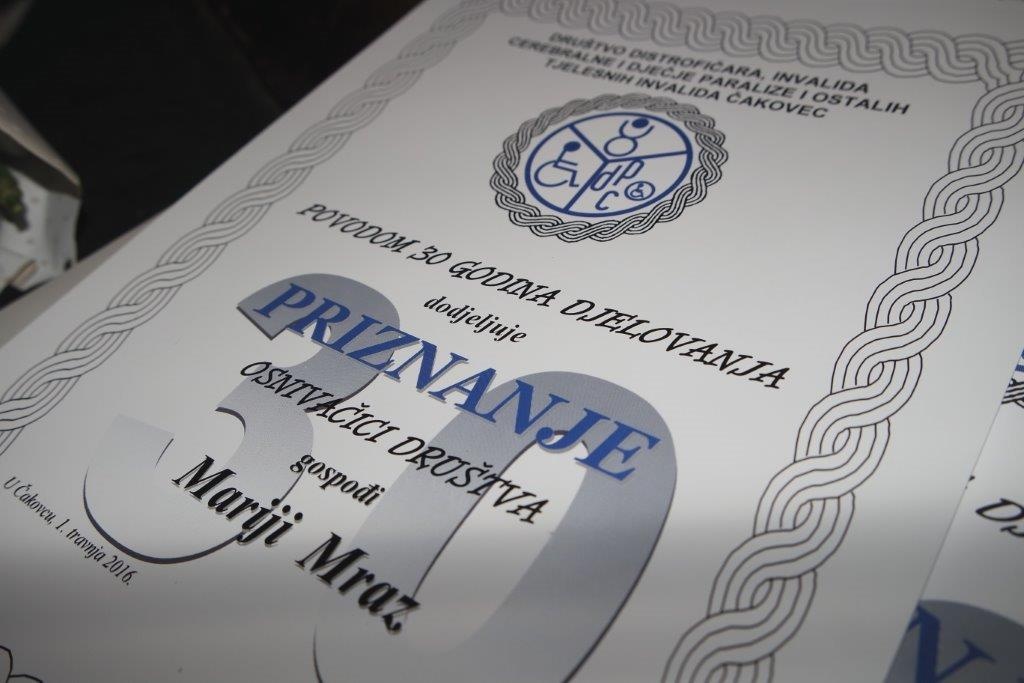 DRUŠTVO DISTROFIČARA, INVALIDA
CEREBRALNE I DJEČJE PARALIZE I OSTALIH
TJELESNIH INVALIDA ČAKOVEC
POVODOM 30 GODINA DJELOVANJA
dodjeljuje
30
PRIZNANJE
OSNIVAČICI DRUŠTVA
gospođi
Mariji Mraz
U Čakovcu, 1. travnja 2016.